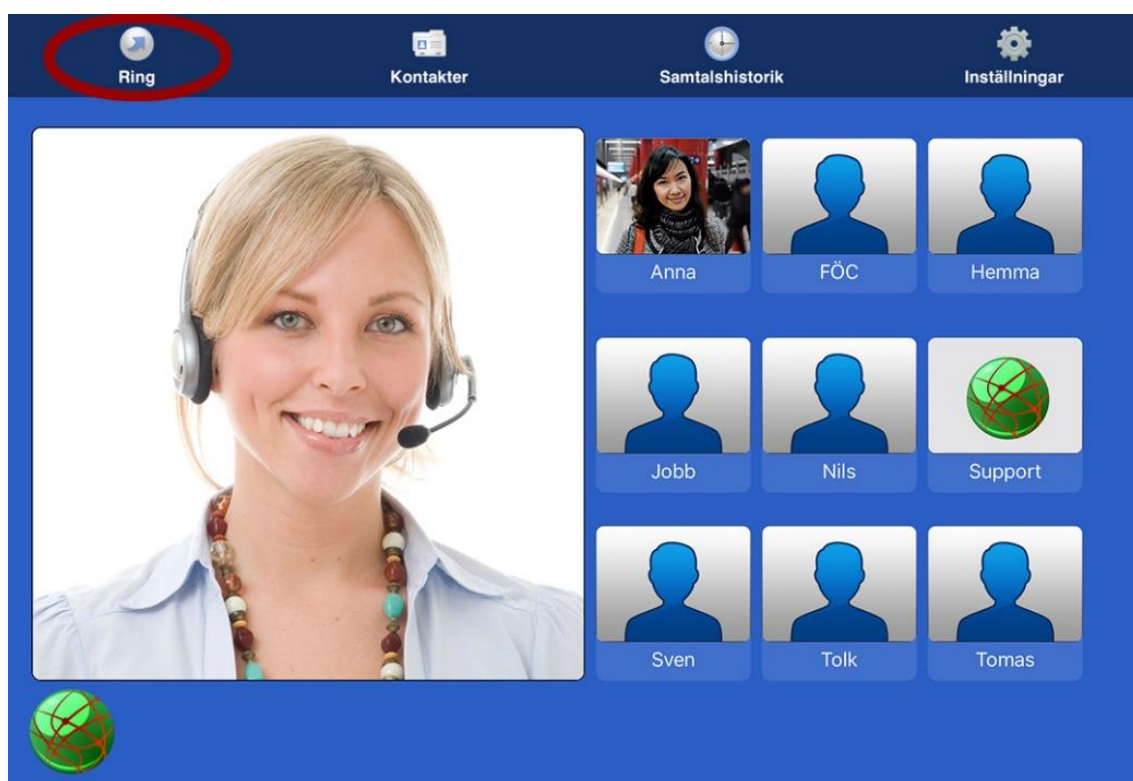 Ring
Kontakter
Samtalshistorik
Inställningar
Anna
FÖC
Hemma
Jobb
Nils
Support
Sven
Tolk
Tomas